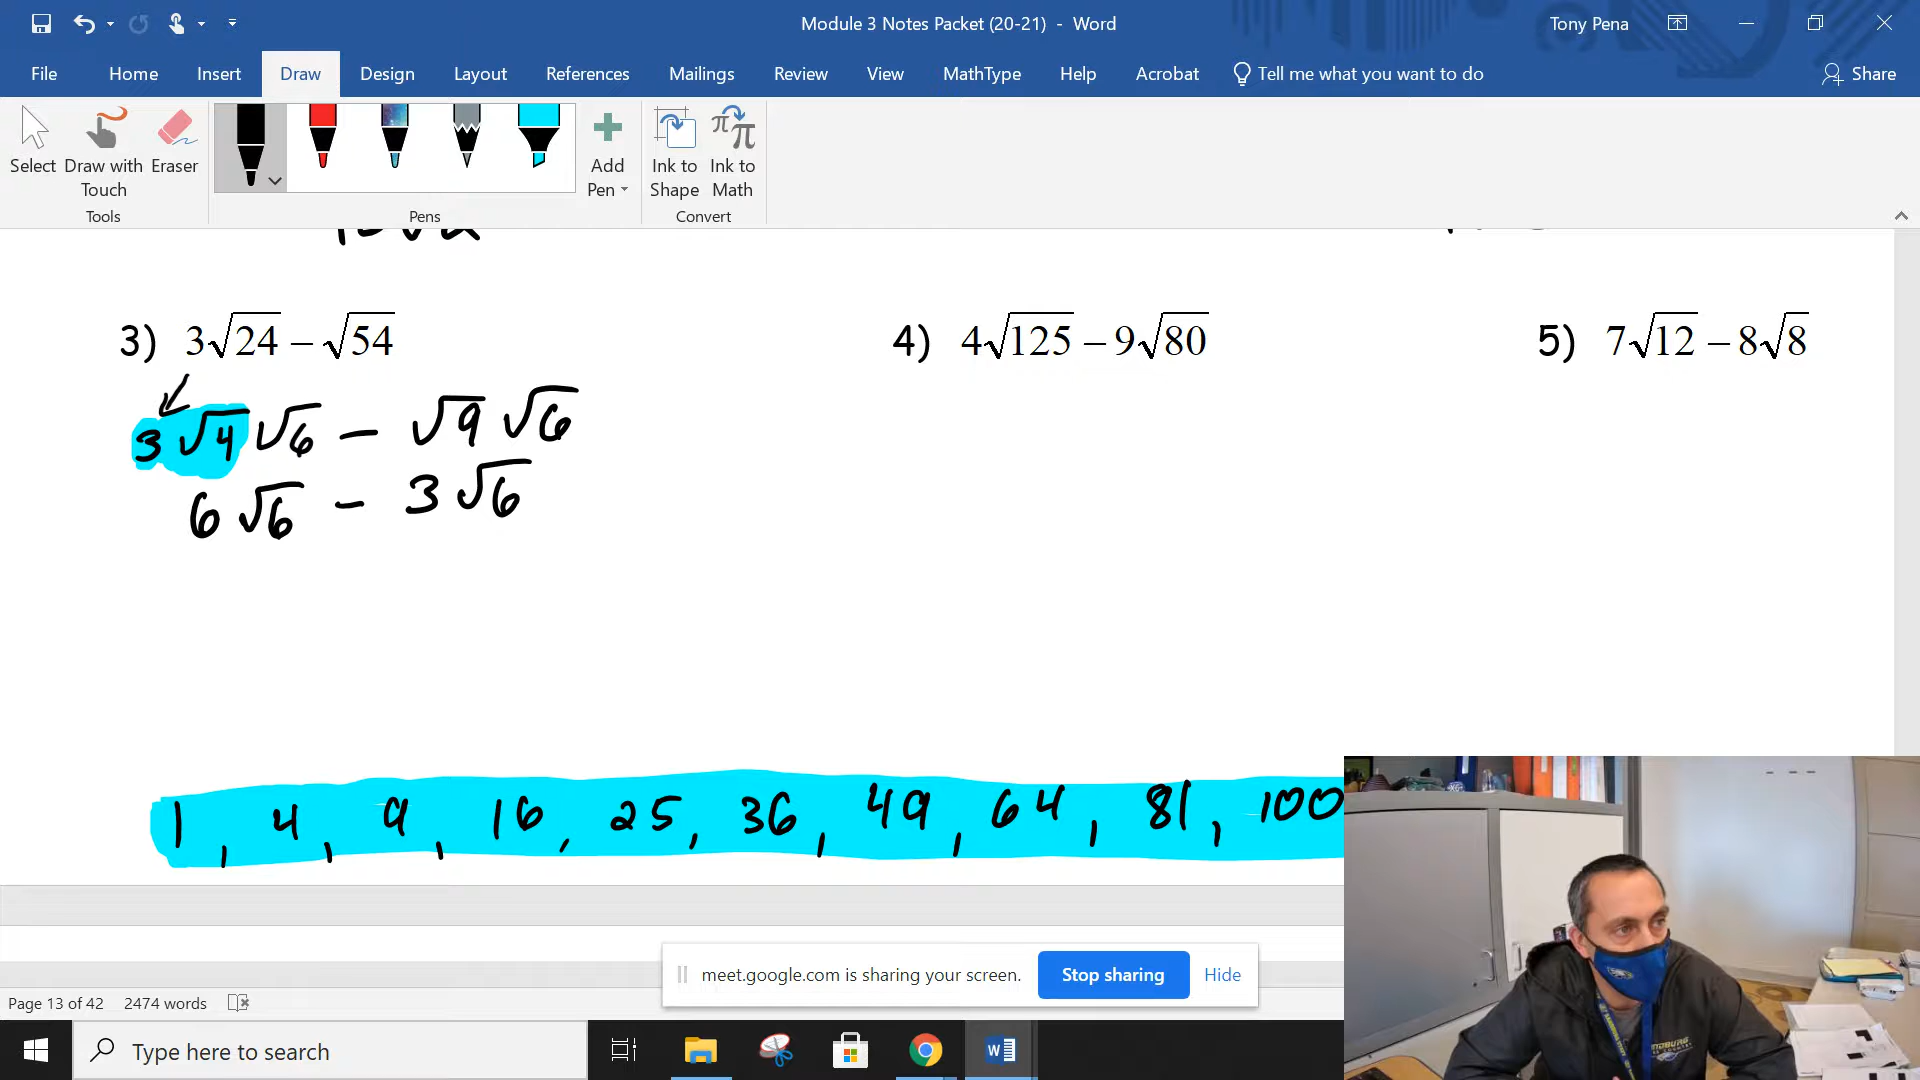 Module 3 Notes Packet (20-21) - Word
Tony Pena
File Home Insert Draw Design Layout References Mailings Review View MathType Help Acrobat Tell me what you want to do Share
Select
Draw with Touch
Eraser
Add Pen
Ink to Shape
Ink to Math
Tools
Pens
Convert
3) 3√24 – √54
4) 4√125 – 9√80
5) 7√12 – 8√8
3 √4 √6 – √9 √6
6 √6 – 3 √6
1, 4, 9, 16, 25, 36, 49, 64, 81, 100
meet.google.com is sharing your screen. Stop sharing Hide
Page 13 of 42 2474 words
Type here to search